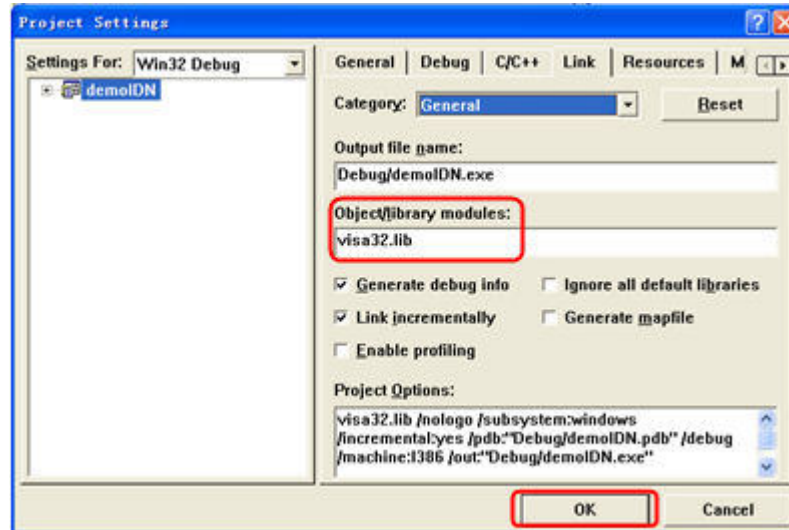 Project Settings
Settings For: Win32 Debug
demoIDN
General Debug C/C++ Link Resources M
Category: General Reset
Output file name:
Debug/demoIDN.exe
Object/library modules:
visa32.lib
Generate debug info Ignore all default libraries
Link incrementally Generate mapfile
Enable profiling
Project Options:
visa32.lib /nologo /subsystem:windows
/incremental:yes /pdb:"Debug/demoIDN.pdb" /debug
/machine:I386 /out:"Debug/demoIDN.exe"
OK Cancel